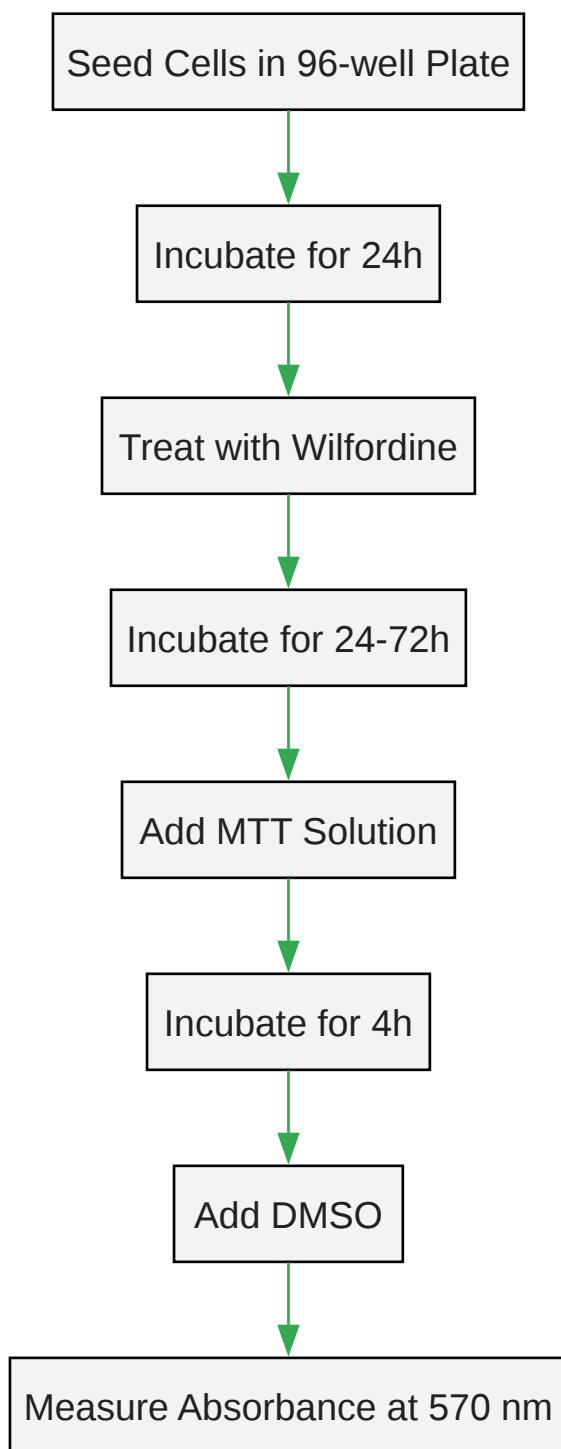 Seed Cells in 96-well Plate
Incubate for 24h
Treat with Wilfordine
Incubate for 24-72h
Add MTT Solution
Incubate for 4h
Add DMSO
Measure Absorbance at 570 nm